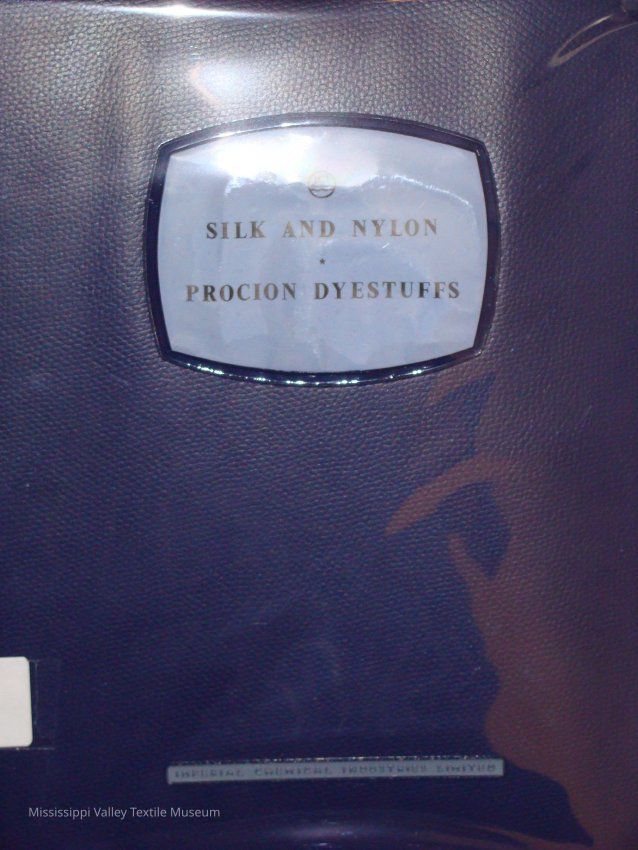 SILK AND NYLON
★
PROCION DYESTUFFS
IMPERIAL CHEMICAL INDUSTRIES LIMITED
Mississippi Valley Textile Museum